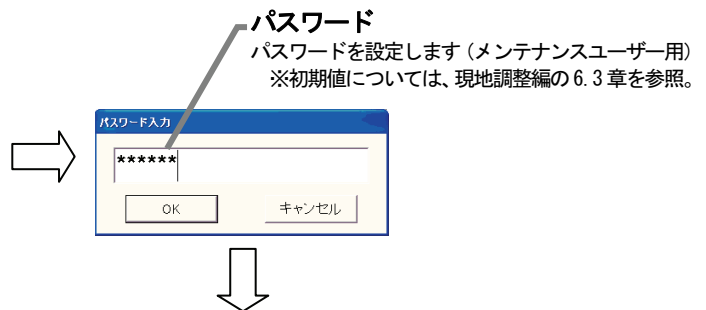 パスワード
パスワードを設定します（メンテナンスユーザー用）
※初期値については、現地調整編の 6.3 章を参照。
パスワード入力
******
OK
キャンセル